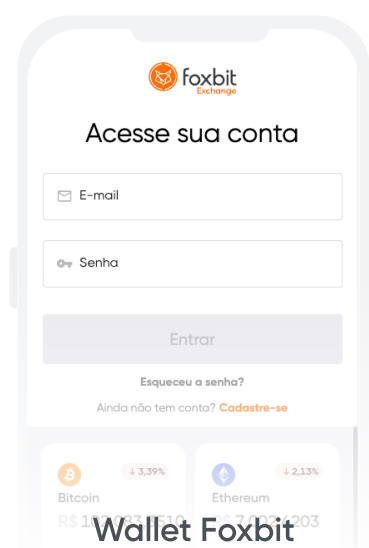 foxbit
Exchange
Acesse sua conta
E-mail
Senha
Entrar
Esqueceu a senha?
Ainda não tem conta? Cadastre-se
↓ 3,39% ↓ 2,13%
Bitcoin Ethereum
R$
Wallet Foxbit